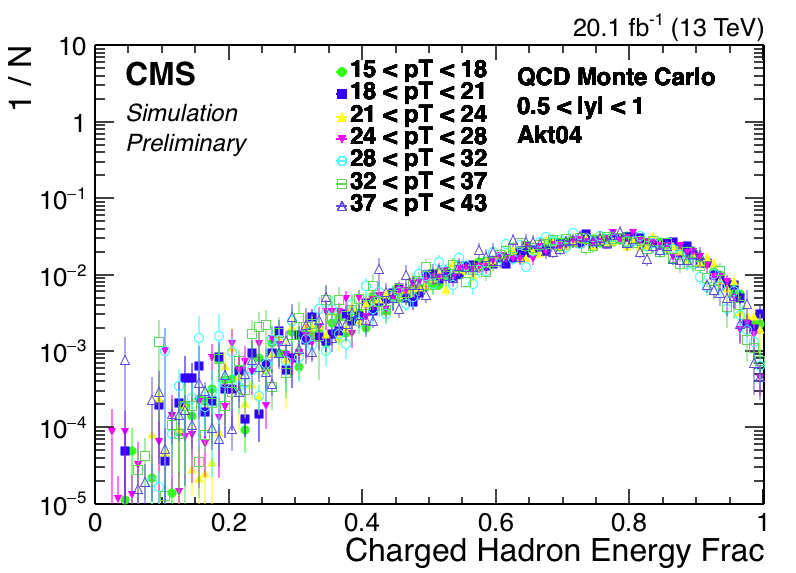 20.1 fb⁻¹ (13 TeV)
1 / N
CMS
Simulation
Preliminary
15 < pT < 18
18 < pT < 21
21 < pT < 24
24 < pT < 28
28 < pT < 32
32 < pT < 37
37 < pT < 43
QCD Monte Carlo
0.5 < lyl < 1
Akt04
10
1
10⁻¹
10⁻²
10⁻³
10⁻⁴
10⁻⁵
0 0.2 0.4 0.6 0.8 1
Charged Hadron Energy Frac